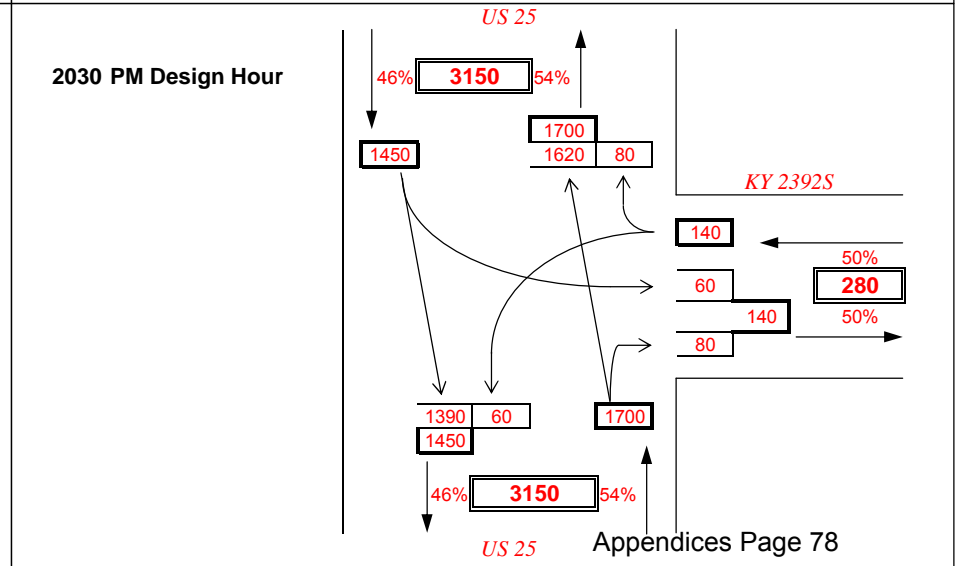 US 25
2030 PM Design Hour
46% 3150 54%
1700
1450 1620 80
KY 2392S
140
50%
60 280
140 50%
80
1390 60 1700
1450
46% 3150 54%
US 25
Appendices Page 78